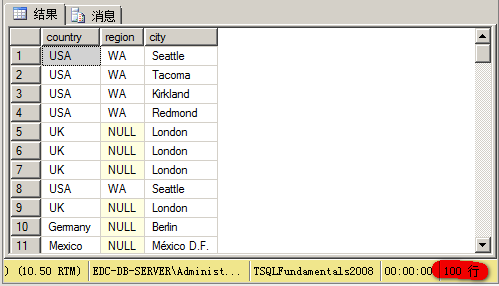 结果 消息
country region city
1 USA WA Seattle
2 USA WA Tacoma
3 USA WA Kirkland
4 USA WA Redmond
5 UK NULL London
6 UK NULL London
7 UK NULL London
8 USA WA Seattle
9 UK NULL London
10 Germany NULL Berlin
11 Mexico NULL México D.F.
) (10.50 RTM) EDC-DB-SERVER\Administ... TSQLFundamentals2008 00:00:00 100 行